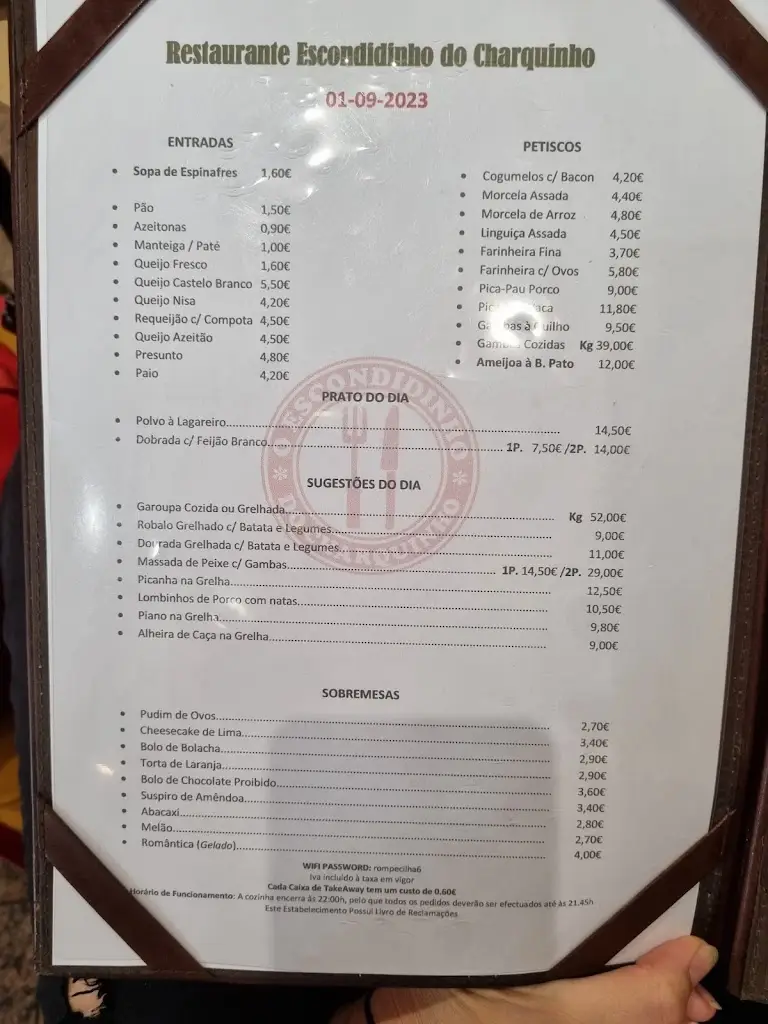 Restaurante Escondidinho do Charquinho
01-09-2023
ENTRADAS
Sopa de Espinafres 1,60€
Pão 1,50€
Azeitonas 0,90€
Manteiga / Patê 1,00€
Queijo Fresco 1,60€
Queijo Castelo Branco 5,50€
Queijo Nisa 4,20€
Requeijão c/ Compota 4,50€
Queijo Azeitão 4,50€
Presunto 4,80€
Paio 4,20€
PETISCOS
Cogumelos c/ Bacon 4,20€
Morcela Assada 4,40€
Morcela de Arroz 4,80€
Linguiça Assada 4,50€
Farinheira Fina 3,70€
Farinheira c/ Ovos 5,80€
Pica-Pau Porco 9,00€
11,80€
9,50€
Cozidas Kg 39,00€
Ameijoa à B. Pato 12,00€
PRATO DO DIA
Polvo à Lagareiro 14,50€
Dobrada c/ Feijão Branco 1P. 7,50€ /2P. 14,00€
SUGESTÕES DO DIA
Garoupa Cozida ou Grelhada Kg 52,00€
Robalo Grelhado c/ Batata e Legumes 9,00€
Dourada Grelhada c/ Batata e Legumes 11,00€
Massada de Peixe c/ Gambas 1P. 14,50€ /2P. 29,00€
Picanha na Grelha 12,50€
Lombinhos de Porco com natas 10,50€
Piano na Grelha 9,80€
Alheira de Caça na Grelha 9,00€
O ESCONDIDINHO
DO CHARQUINHO
SOBREMESAS
Pudim de Ovos 2,70€
Cheesecake de Lima 3,40€
Bolo de Bolacha 2,90€
Torta de Laranja 2,90€
Bolo de Chocolate Proibido 3,60€
Suspiro de Amêndoa 3,40€
Abacaxi 2,80€
Melão 2,70€
Romântica (Gelado) 4,00€
WIFI PASSWORD: rompecilha6
Iva incluido à taxa em vigor
Cada Caixa de TakeAway tem um custo de 0.60€
Horário de Funcionamento: A cozinha encerra ás 22:00h, pelo que todos os pedidos deverão ser efectuados até às 21.45h
Este Estabelecimento Possui Livro de Reclamações